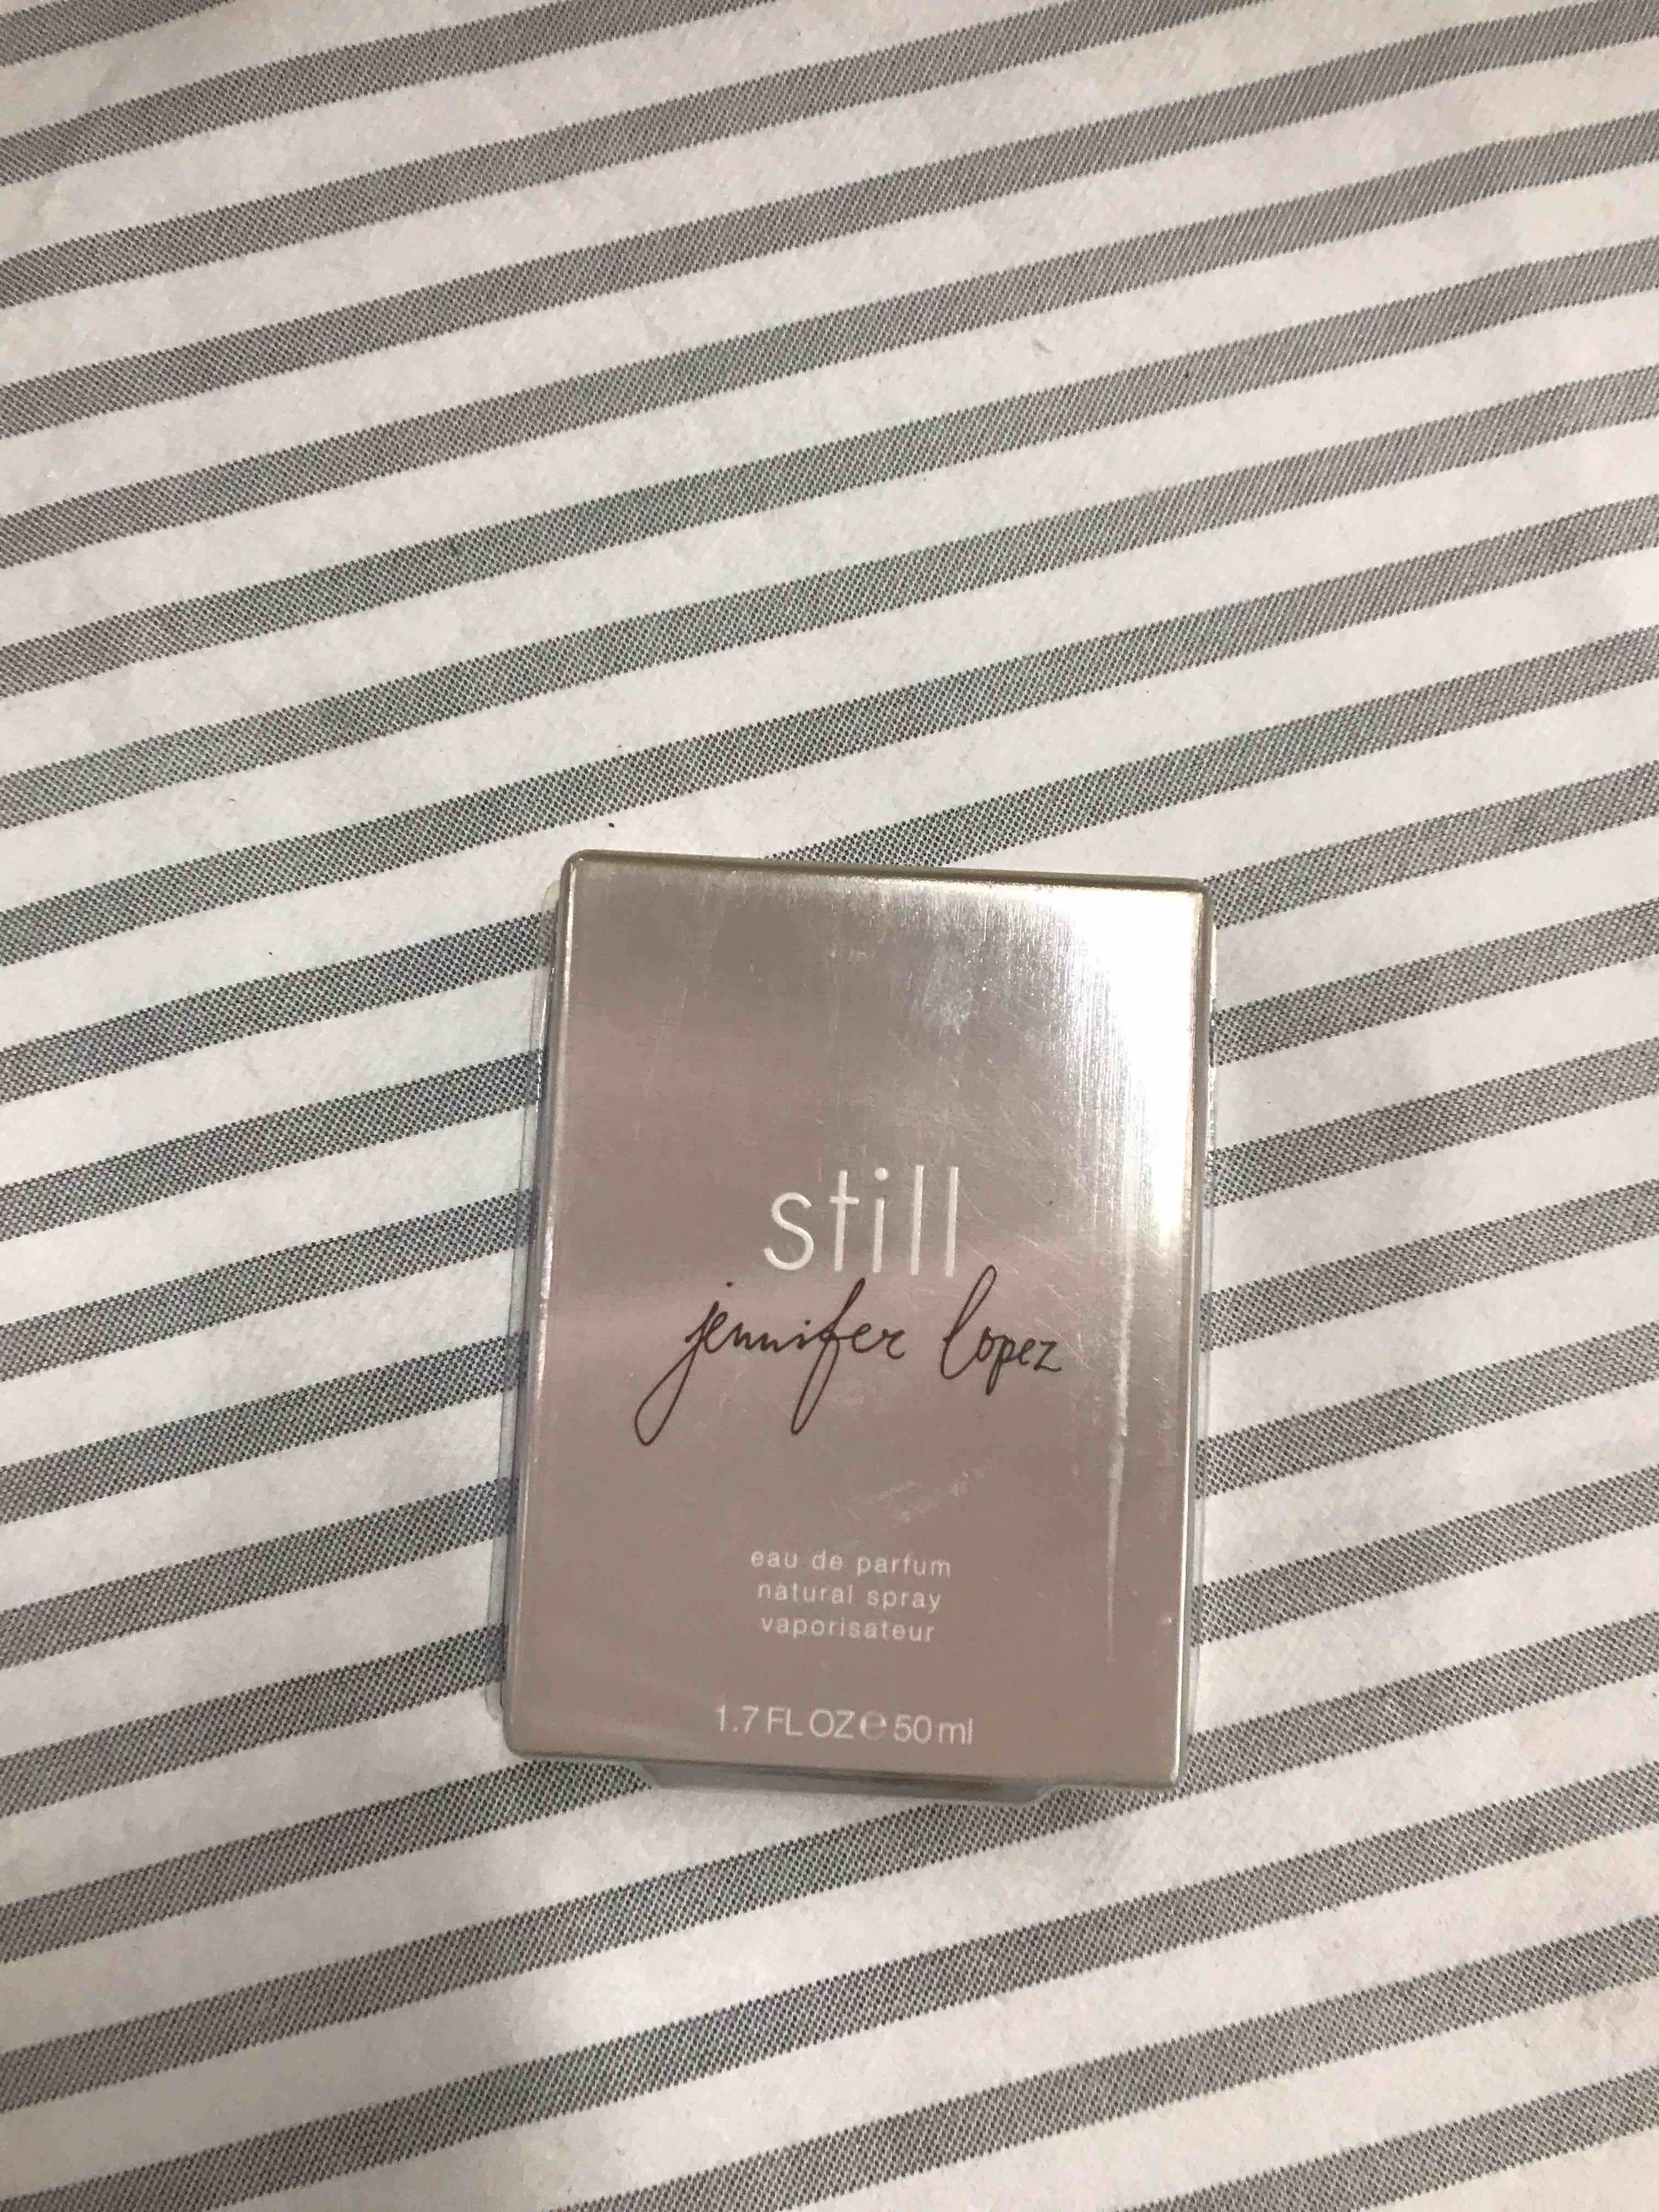 still
jennifer lopez
eau de parfum
natural spray
vaporisateur
1.7 FL OZ ℮ 50 ml